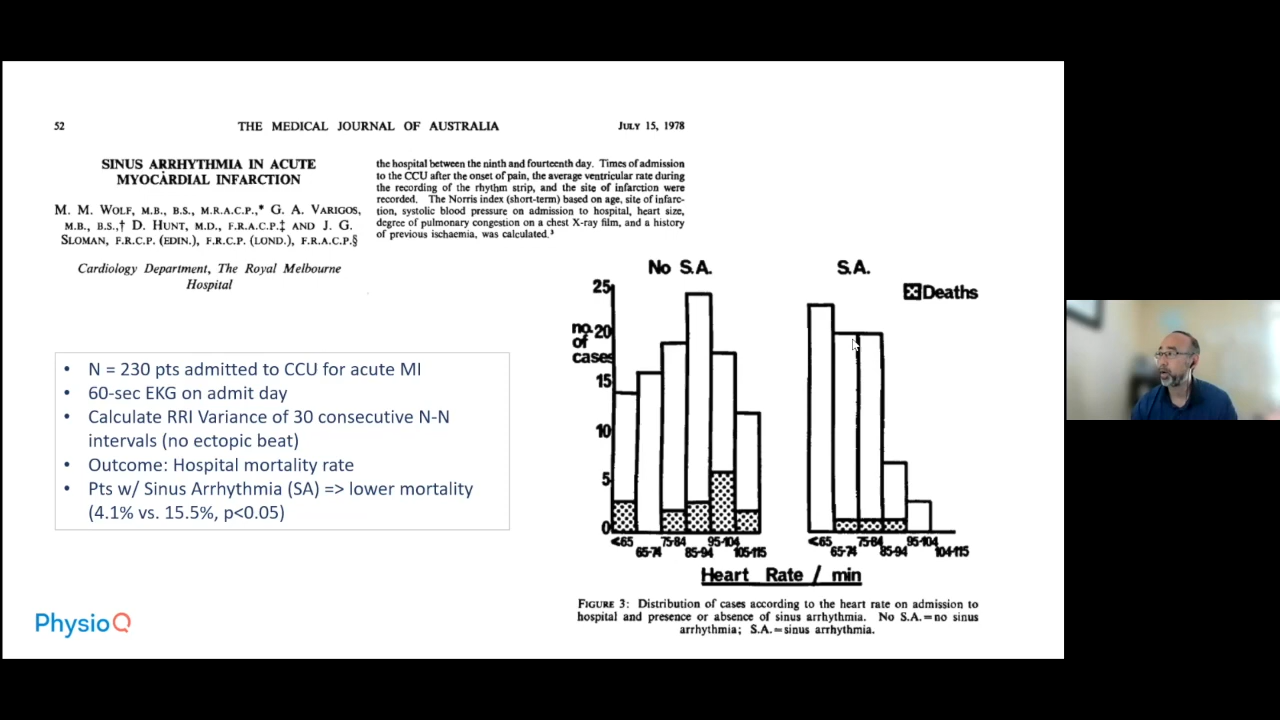 52 THE MEDICAL JOURNAL OF AUSTRALIA JULY 15, 1978
SINUS ARRHYTHMIA IN ACUTE
MYOCARDIAL INFARCTION
M. M. WOLF, M.B., B.S., M.R.A.C.P.,* G. A. VARIGOS,
M.B., B.S.,† D. HUNT, M.D., F.R.A.C.P.‡ AND J. G.
SLOMAN, F.R.C.P. (EDIN.), F.R.C.P. (LOND.), F.R.A.C.P.§
Cardiology Department, The Royal Melbourne
Hospital
the hospital between the ninth and fourteenth day. Times of admission
to the CCU after the onset of pain, the average ventricular rate during
the recording of the rhythm strip, and the site of infarction were
recorded. The Norris index (short-term) based on age, site of infarc-
tion, systolic blood pressure on admission to hospital, heart size,
degree of pulmonary congestion on a chest X-ray film, and a history
of previous ischaemia, was calculated.³
• N = 230 pts admitted to CCU for acute MI
• 60-sec EKG on admit day
• Calculate RRI Variance of 30 consecutive N-N
intervals (no ectopic beat)
• Outcome: Hospital mortality rate
• Pts w/ Sinus Arrhythmia (SA) => lower mortality
(4.1% vs. 15.5%, p<0.05)
PhysioQ
No S.A. S.A.
Deaths
no.
of
cases
25
20
15
10
5
0
<65 75-84 95-104
65-74 85-94 105-115
<65 75-84 95-104
65-74 85-94 104-115
Heart Rate / min
FIGURE 3: Distribution of cases according to the heart rate on admission to
hospital and presence or absence of sinus arrhythmia. No S.A.=no sinus
arrhythmia; S.A.=sinus arrhythmia.